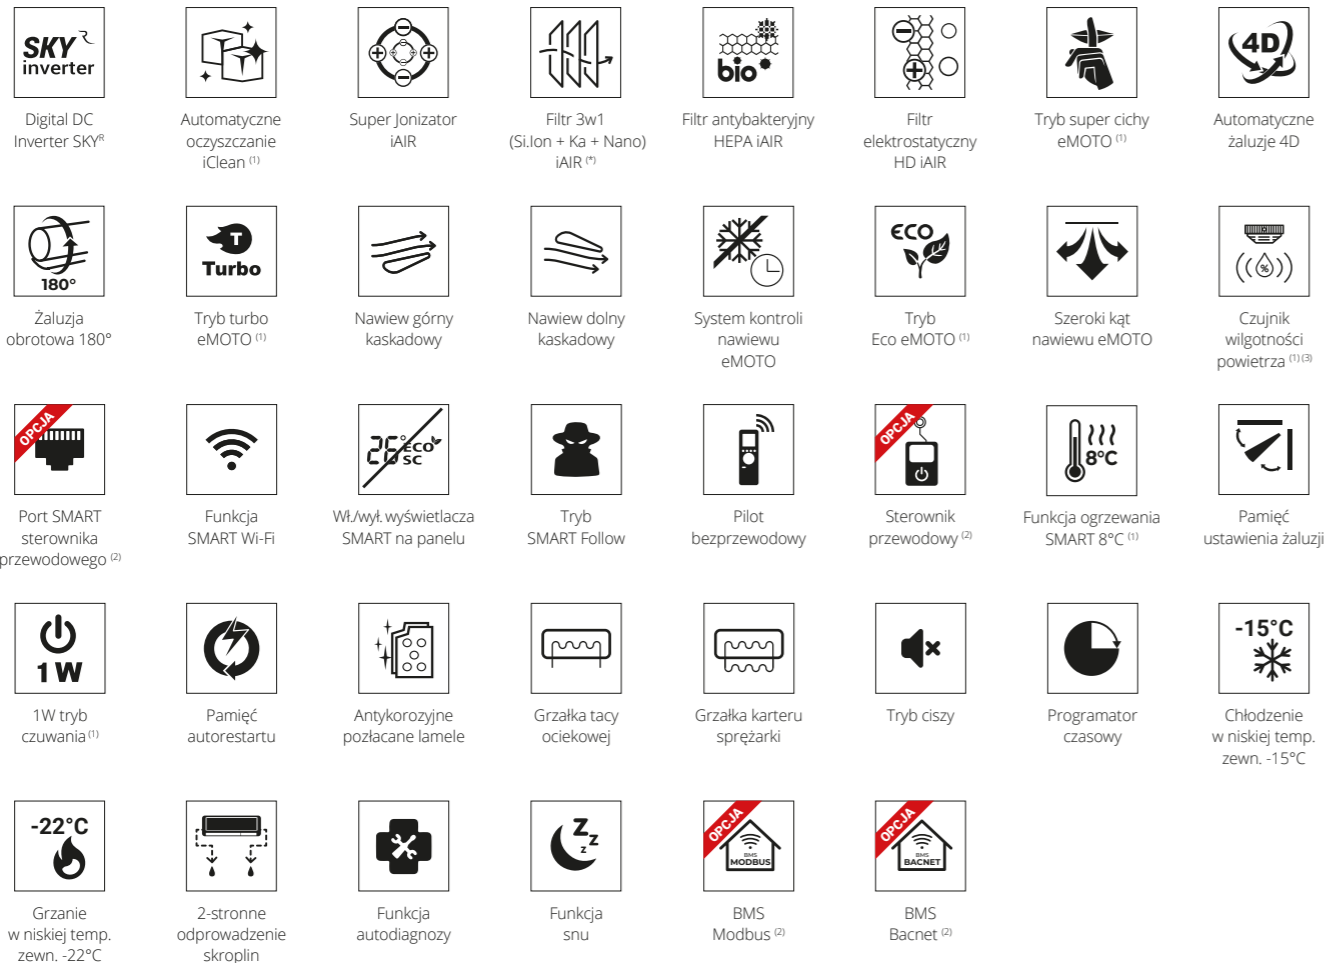 SKY R
inverter
Digital DC
Inverter SKYᴿ
Automatyczne
oczyszczanie
iClean (1)
Super Jonizator
iAIR
Filtr 3w1
(Si.Ion + Ka + Nano)
iAIR (*)
bio
Filtr antybakteryjny
HEPA iAIR
Filtr
elektrostatyczny
HD iAIR
Tryb super cichy
eMOTO (1)
4D
Automatyczne
żaluzje 4D
180°
Żaluzja
obrotowa 180°
T
Turbo
Tryb turbo
eMOTO (1)
Nawiew górny
kaskadowy
Nawiew dolny
kaskadowy
System kontroli
nawiewu
eMOTO
ECO
Tryb
Eco eMOTO (1)
Szeroki kąt
nawiewu eMOTO
%
Czujnik
wilgotności
powietrza (1) (3)
OPCJA
Port SMART
sterownika
przewodowego (2)
Funkcja
SMART Wi-Fi
26° ECO
SC
Wł./wył. wyświetlacza
SMART na panelu
Tryb
SMART Follow
Pilot
bezprzewodowy
OPCJA
Sterownik
przewodowy (2)
8°C
Funkcja ogrzewania
SMART 8°C (1)
Pamięć
ustawienia żaluzji
1W
1W tryb
czuwania (1)
Pamięć
autorestartu
Antykorozyjne
pozłacane lamele
Grzałka tacy
ociekowej
Grzałka karteru
sprężarki
Tryb ciszy
Programator
czasowy
-15°C
Chłodzenie
w niskiej temp.
zewn. -15°C
-22°C
Grzanie
w niskiej temp.
zewn. -22°C
2-stronne
odprowadzenie
skroplin
Funkcja
autodiagnozy
Z z z
Funkcja
snu
OPCJA
BMS
MODBUS
BMS
Modbus (2)
OPCJA
BMS
BACNET
BMS
Bacnet (2)